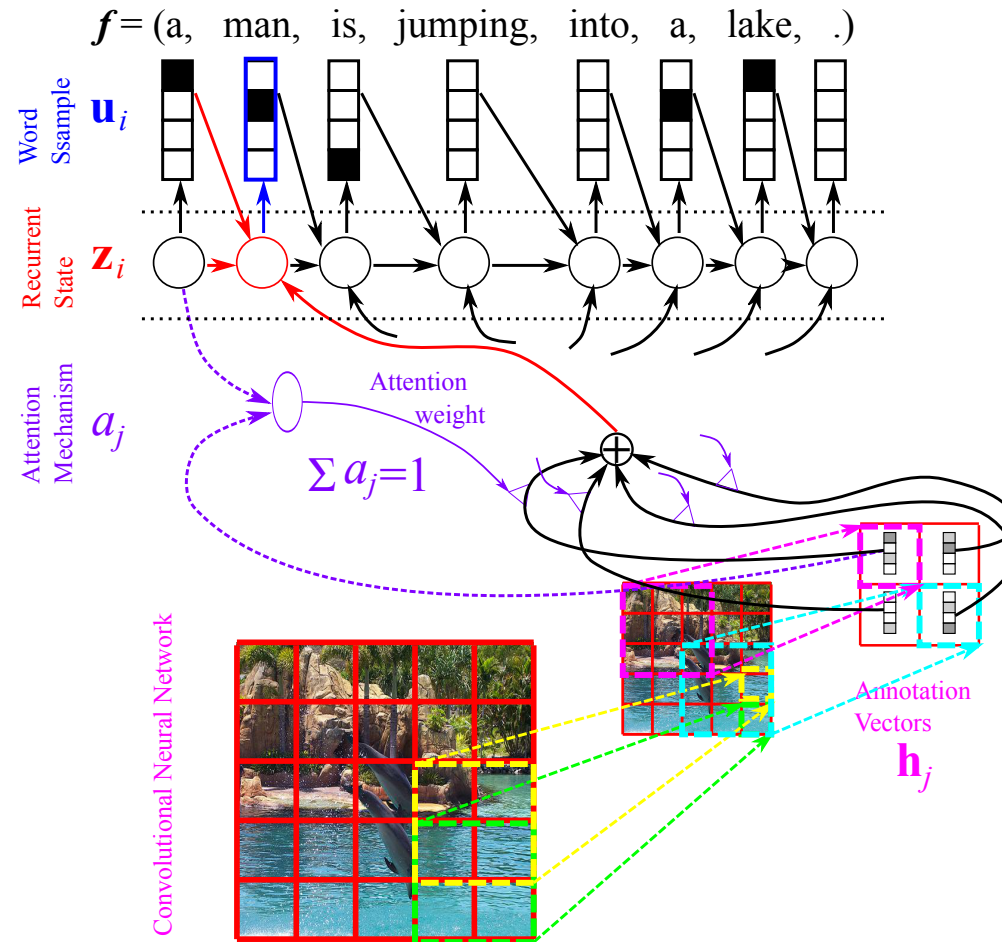 f = (a, man, is, jumping, into, a, lake, .)
Word
Ssample
u_i
Recurrent
State
z_i
Attention
Mechanism
a_j
Attention
weight
∑ a_j=1
Convolutional Neural Network
Annotation
Vectors
h_j